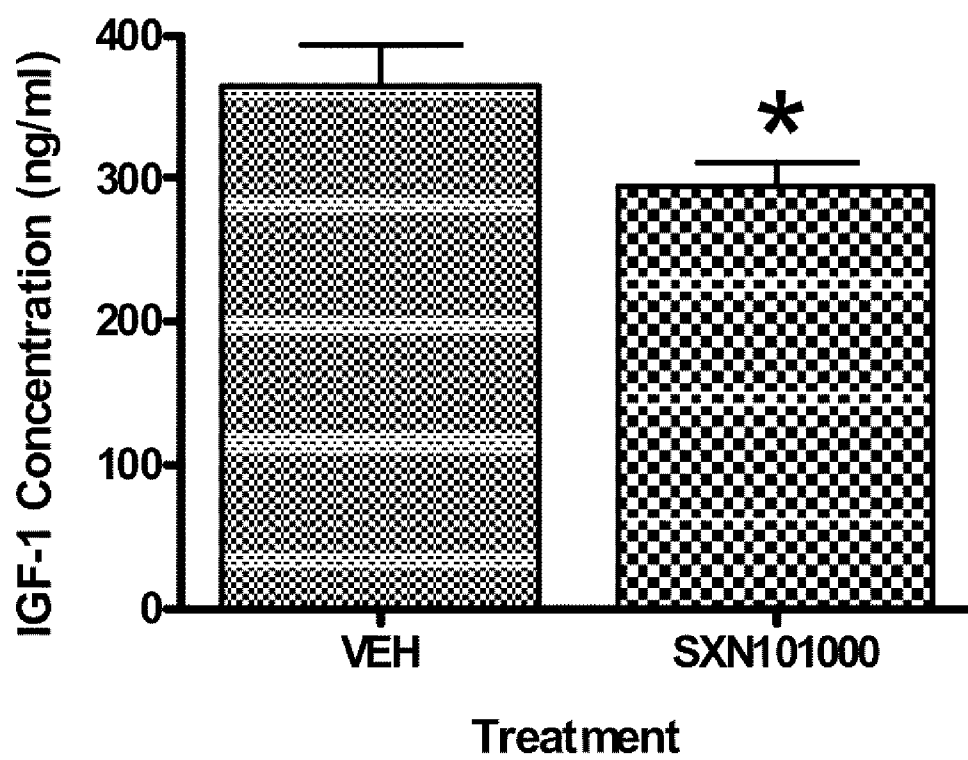 IGF-1 Concentration (ng/ml)
400
300
200
100
0
*
VEH
SXN101000
Treatment